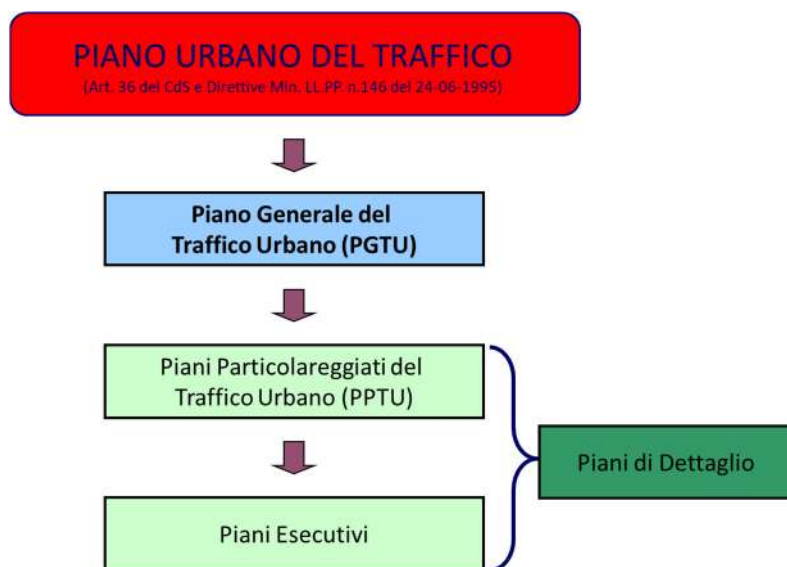 PIANO URBANO DEL TRAFFICO
(Art. 36 del CdS e Direttive Min. LL.PP. n.146 del 24-06-1995)
Piano Generale del
Traffico Urbano (PGTU)
Piani Particolareggiati del
Traffico Urbano (PPTU)
Piani di Dettaglio
Piani Esecutivi